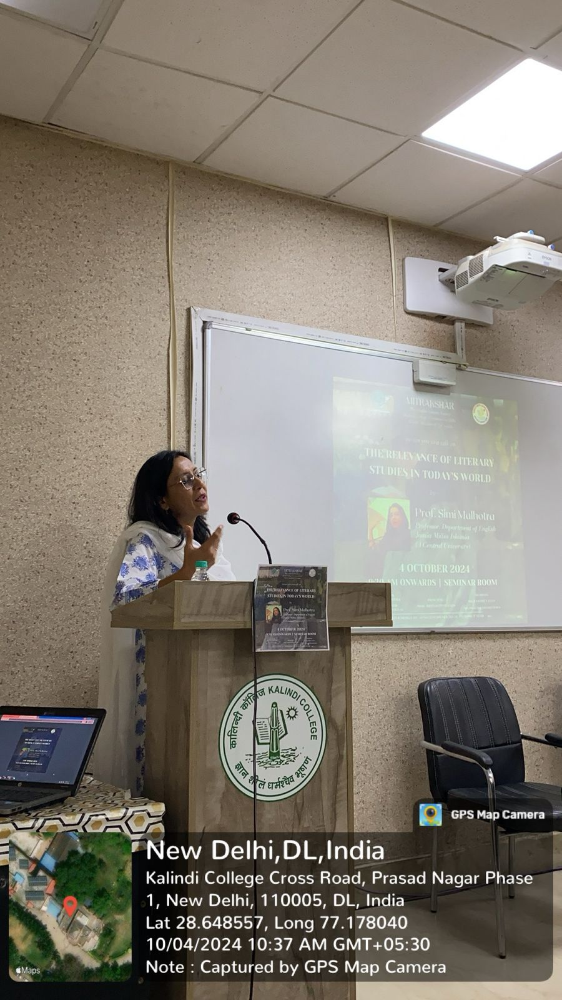 EPSON
MITRAKSHAR
THE RELEVANCE OF LITERARY
STUDIES IN TODAY'S WORLD
by
Prof. Simi Malhotra
Professor, Department of English
Jamia Millia Islamia
(A Central University)
4 OCTOBER 2024
9:30 AM ONWARDS | SEMINAR ROOM
MITRAKSHAR
THE RELEVANCE OF LITERARY
STUDIES IN TODAY'S WORLD
by
Prof. Simi Malhotra
4 OCTOBER 2024
9:30 AM ONWARDS | SEMINAR ROOM
कालिन्दी कॉलिज KALINDI COLLEGE
ज्ञान शीलं धर्मश्चैव भूषणं
GPS Map Camera
New Delhi,DL,India
Kalindi College Cross Road, Prasad Nagar Phase
1, New Delhi, 110005, DL, India
Lat 28.648557, Long 77.178040
10/04/2024 10:37 AM GMT+05:30
Note : Captured by GPS Map Camera
Maps